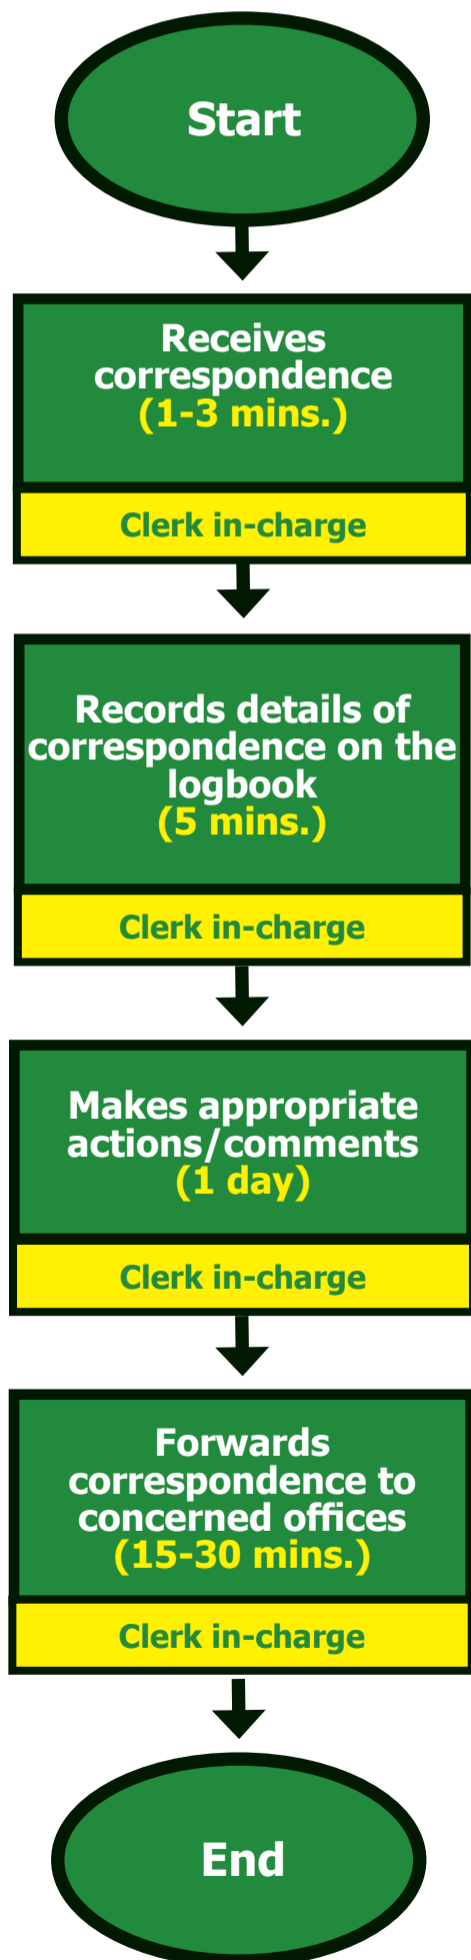 Start
Receives
correspondence
(1-3 mins.)
Clerk in-charge
Records details of
correspondence on the
logbook
(5 mins.)
Clerk in-charge
Makes appropriate
actions/comments
(1 day)
Clerk in-charge
Forwards
correspondence to
concerned offices
(15-30 mins.)
Clerk in-charge
End